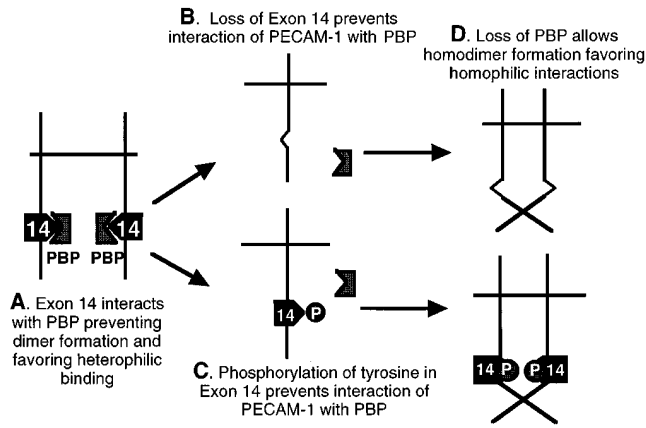 B. Loss of Exon 14 prevents
interaction of PECAM-1 with PBP
D. Loss of PBP allows
homodimer formation favoring
homophilic interactions
14
14
PBP
PBP
A. Exon 14 interacts
with PBP preventing
dimer formation and
favoring heterophilic
binding
14
P
C. Phosphorylation of tyrosine in
Exon 14 prevents interaction of
PECAM-1 with PBP
14
P
P
14